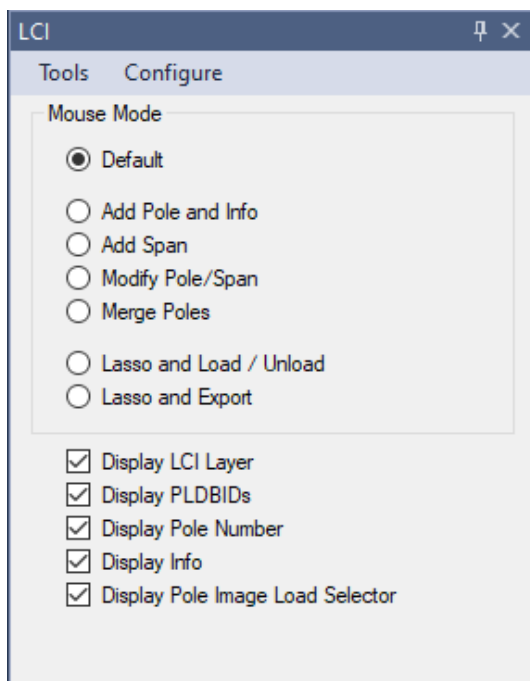 LCI
Tools Configure
Mouse Mode
Default
Add Pole and Info
Add Span
Modify Pole/Span
Merge Poles
Lasso and Load / Unload
Lasso and Export
Display LCI Layer
Display PLDBIDs
Display Pole Number
Display Info
Display Pole Image Load Selector